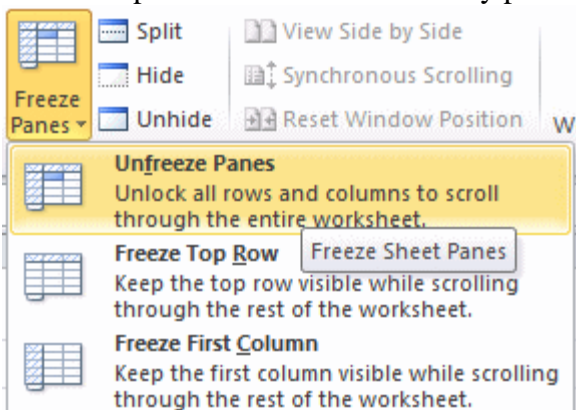 Split
View Side by Side
Hide
Synchronous Scrolling
Freeze
Panes
Unhide
Reset Window Position
W
Unfreeze Panes
Unlock all rows and columns to scroll
through the entire worksheet.
Freeze Top Row
Freeze Sheet Panes
Keep the top row visible while scrolling
through the rest of the worksheet.
Freeze First Column
Keep the first column visible while scrolling
through the rest of the worksheet.